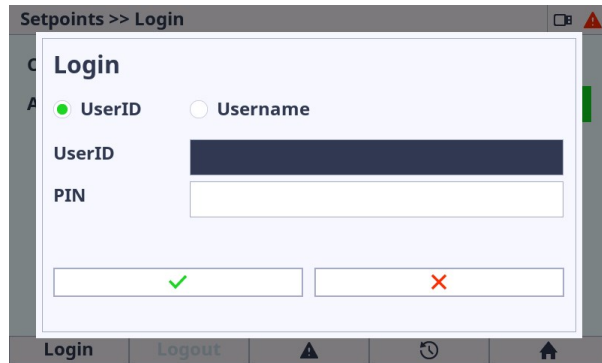 Setpoints >> Login
Login
UserID Username
UserID
PIN
Login Logout